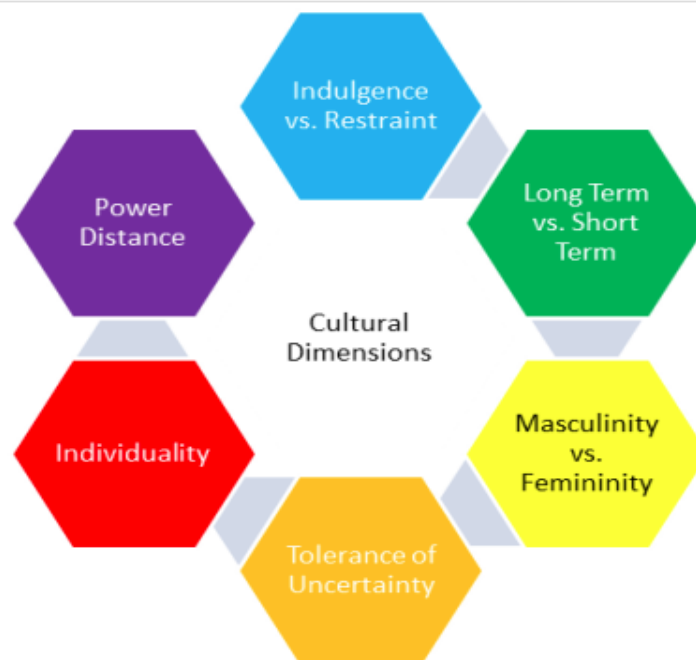 Indulgence
vs. Restraint
Long Term
vs. Short
Term
Masculinity
vs.
Femininity
Tolerance of
Uncertainty
Individuality
Power
Distance
Cultural
Dimensions